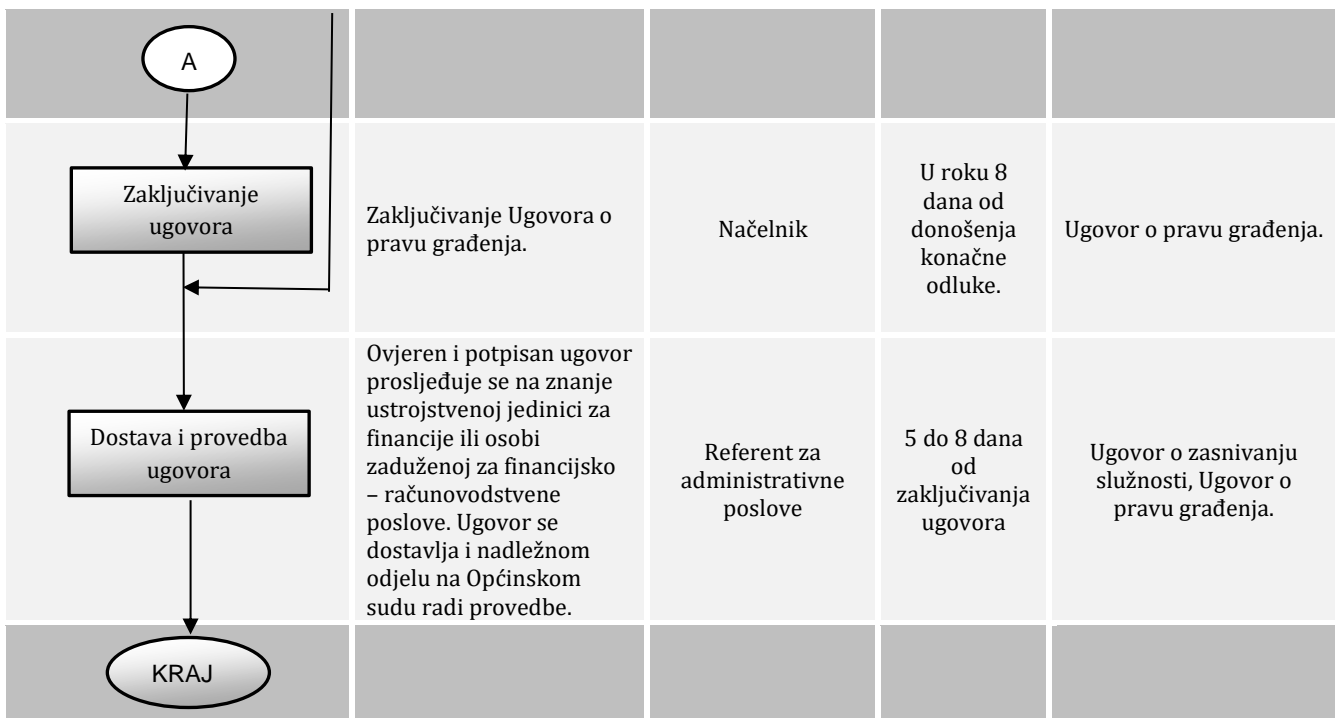 A
Zaključivanje
ugovora
Zaključivanje Ugovora o
pravu građenja.
Načelnik
U roku 8
dana od
donošenja
konačne
odluke.
Ugovor o pravu građenja.
Dostava i provedba
ugovora
Ovjeren i potpisan ugovor
prosljeđuje se na znanje
ustrojstvenoj jedinici za
financije ili osobi
zaduženoj za financijsko
– računovodstvene
poslove. Ugovor se
dostavlja i nadležnom
odjelu na Općinskom
sudu radi provedbe.
Referent za
administrativne
poslove
5 do 8 dana
od
zaključivanja
ugovora
Ugovor o zasnivanju
služnosti, Ugovor o
pravu građenja.
KRAJ